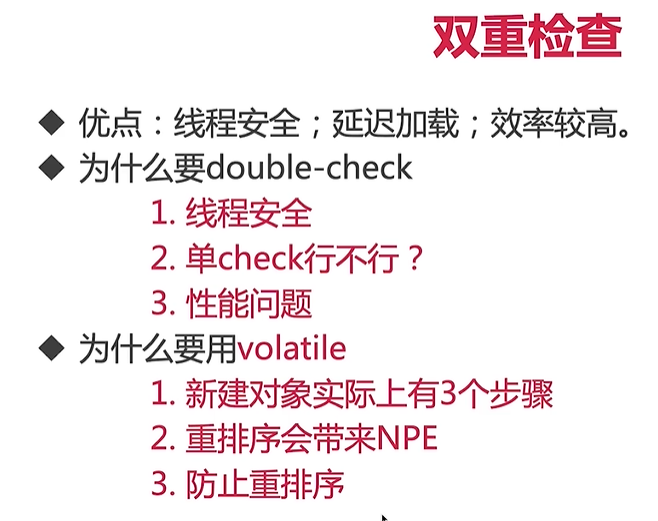 双重检查
◆ 优点：线程安全；延迟加载；效率较高。
◆ 为什么要double-check
1. 线程安全
2. 单check行不行？
3. 性能问题
◆ 为什么要用volatile
1. 新建对象实际上有3个步骤
2. 重排序会带来NPE
3. 防止重排序